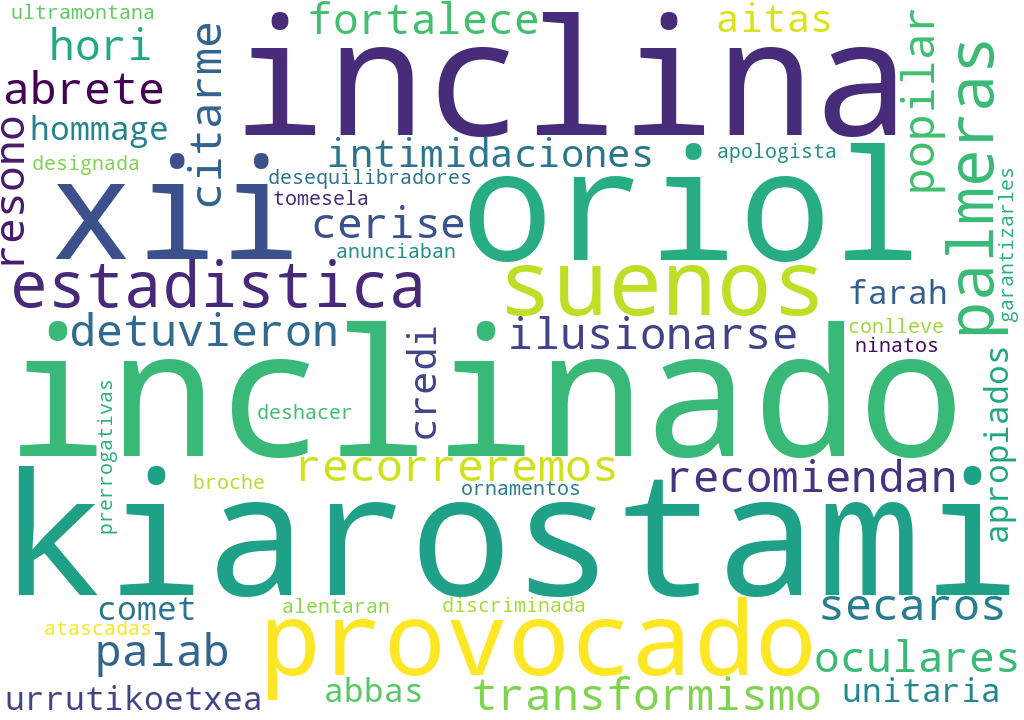 ultramontana
fortalece
aitas
inclina
hori
citarme
popilar
palmeras
abrete
hommage
resono
intimidaciones
apologista
designada
xii
desequilibradores
oriol
tomesela
garantizarles
cerise
anunciaban
estadistica
suenos
farah
detuvieron
credi
ilusionarse
conlleve
ninatos
inclinado
apropiados
prerrogativas
deshacer
recorreremos
recomiendan
broche
ornamentos
kiarostami
comet
alentaran
discriminada
secaros
atascadas
palab
provocado
oculares
urrutikoetxea
abbas
transformismo
unitaria